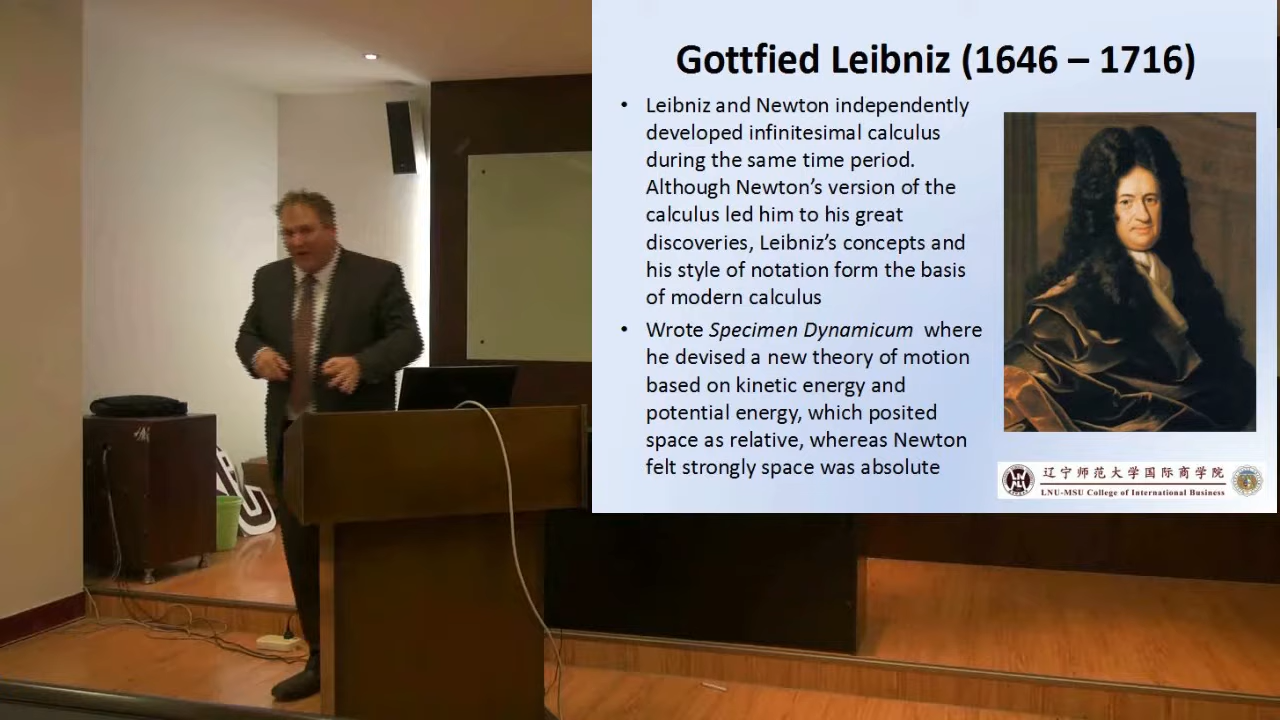 Gottfied Leibniz (1646 – 1716)
• Leibniz and Newton independently
developed infinitesimal calculus
during the same time period.
Although Newton’s version of the
calculus led him to his great
discoveries, Leibniz’s concepts and
his style of notation form the basis
of modern calculus
• Wrote Specimen Dynamicum where
he devised a new theory of motion
based on kinetic energy and
potential energy, which posited
space as relative, whereas Newton
felt strongly space was absolute
辽宁师范大学国际商学院
LNU-MSU College of International Business